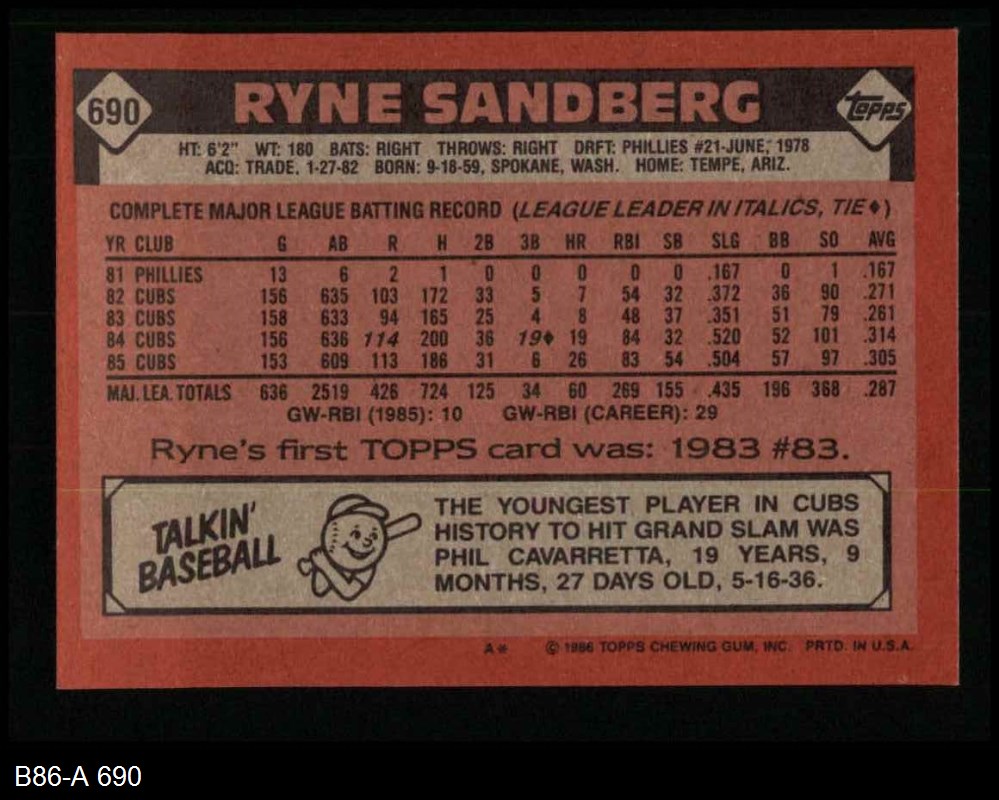 690 RYNE SANDBERG TOPPS
HT: 6'2" WT: 180 BATS: RIGHT THROWS: RIGHT DRFT: PHILLIES #21-JUNE, 1978
ACQ: TRADE, 1-27-82 BORN: 9-18-59, SPOKANE, WASH. HOME: TEMPE, ARIZ.
COMPLETE MAJOR LEAGUE BATTING RECORD (LEAGUE LEADER IN ITALICS, TIE♦)
YR CLUB G AB R H 2B 3B HR RBI SB SLG BB SO AVG
81 PHILLIES 13 6 2 1 0 0 0 0 0 .167 0 1 .167
82 CUBS 156 635 103 172 33 5 7 54 32 .372 36 90 .271
83 CUBS 158 633 94 165 25 4 8 48 37 .351 51 79 .261
84 CUBS 156 636 114 200 36 19♦ 19 84 32 .520 52 101 .314
85 CUBS 153 609 113 186 31 6 26 83 54 .504 57 97 .305
MAJ. LEA. TOTALS 636 2519 426 724 125 34 60 269 155 .435 196 368 .287
GW-RBI (1985): 10 GW-RBI (CAREER): 29
Ryne's first TOPPS card was: 1983 #83.
TALKIN'
BASEBALL
THE YOUNGEST PLAYER IN CUBS
HISTORY TO HIT GRAND SLAM WAS
PHIL CAVARRETTA, 19 YEARS, 9
MONTHS, 27 DAYS OLD, 5-16-36.
A* © 1986 TOPPS CHEWING GUM, INC. PRTD. IN U.S.A.
B86-A 690